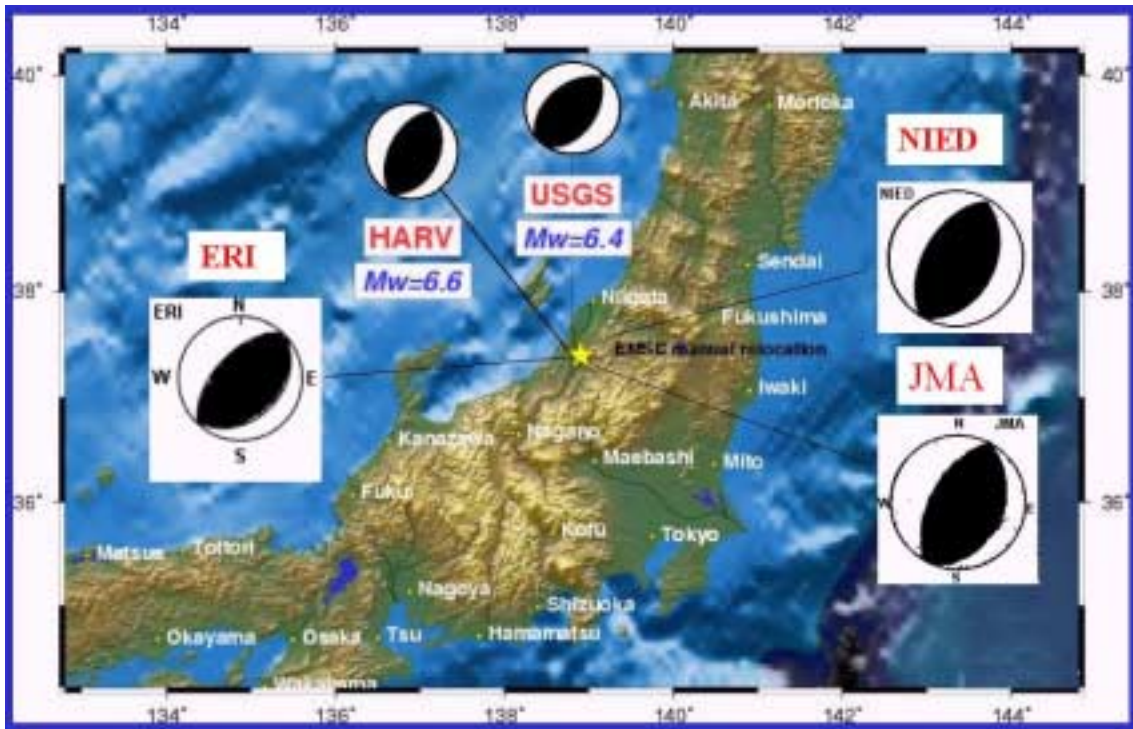 134° 136° 138° 140° 142° 144°
40° 40°
Akita Morioka
NIED
NIED
USGS
HARV
Mw=6.4
ERI
Mw=6.6
Sendai
38° 38°
Niigata
ERI
N
Fukushima
manual relocation
W E
JMA
Iwaki
N JMA
S
Kanazawa Nagano
Maebashi Mito
Fukui
36° 36°
W E
Kofu Tokyo
Matsue Tottori
S
Nagoya
Shizuoka
Okayama Osaka Tsu Hamamatsu
Wakayama
134° 136° 138° 140° 142° 144°